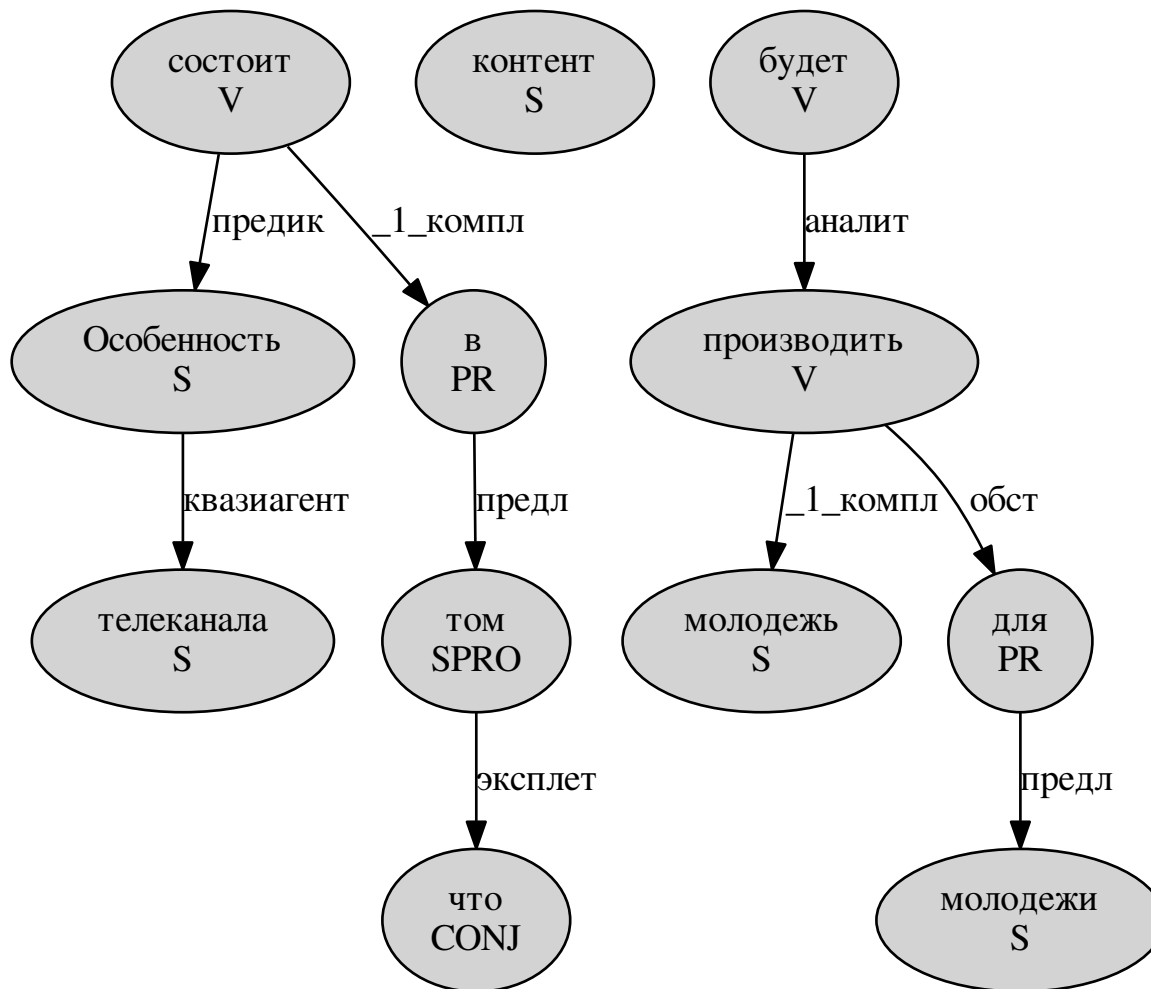 состоит
V
контент
S
будет
V
предик
_1_компл
аналит
Особенность
S
в
PR
производить
V
квазиагент
предл
_1_компл
обст
телеканала
S
том
SPRO
молодежь
S
для
PR
эксплет
предл
что
CONJ
молодежи
S